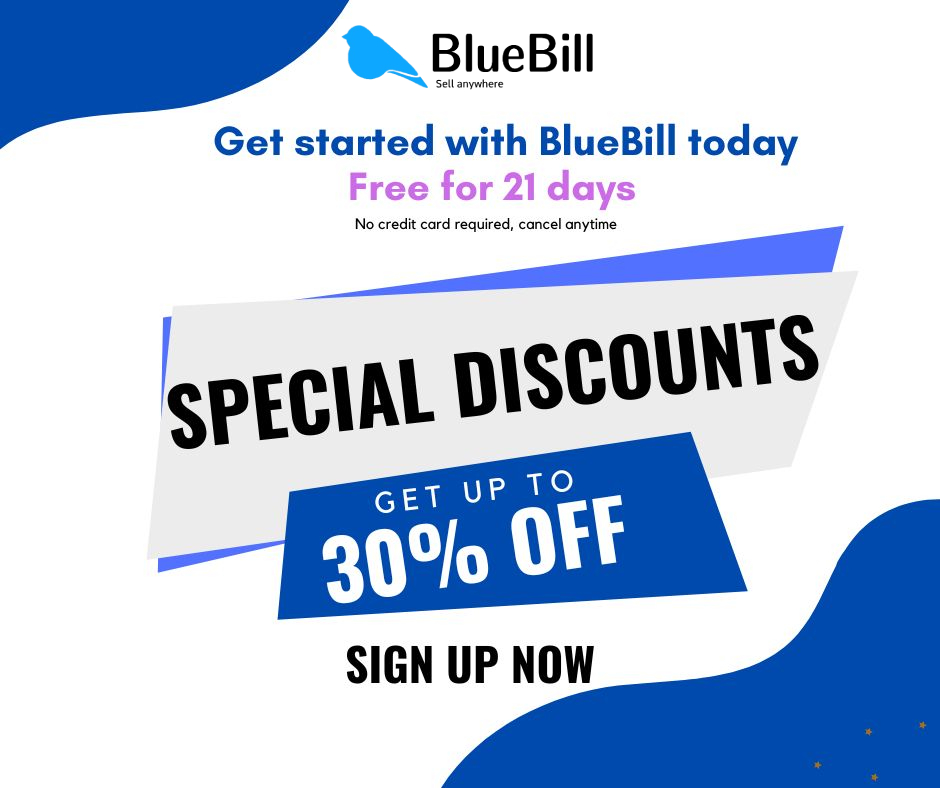 BlueBill
Sell anywhere
Get started with BlueBill today
Free for 21 days
No credit card required, cancel anytime
SPECIAL DISCOUNTS
GET UP TO
30% OFF
SIGN UP NOW